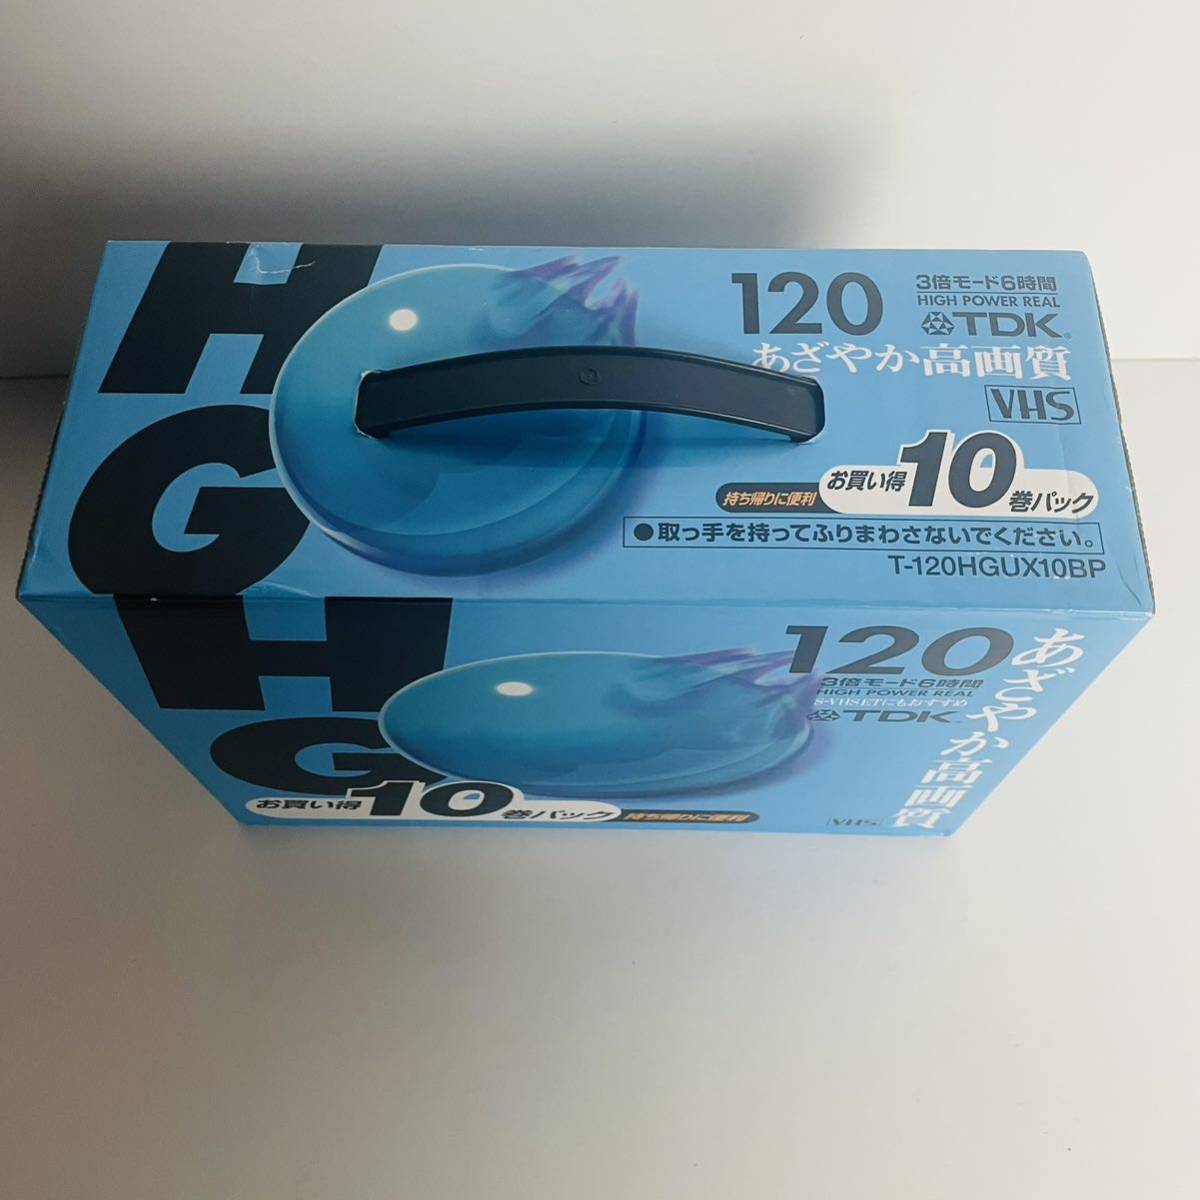 HG
120
3倍モード6時間
HIGH POWER REAL
TDK
あざやか高画質
VHS
持ち帰りに便利
お買い得10巻パック
●取っ手を持ってふりまわさないでください。
T-120HGUX10BP
HG
120
3倍モード6時間
HIGH POWER REAL
S-VHS ETにもおすすめ
TDK
あざやか高画質
お買い得10巻パック
持ち帰りに便利
VHS